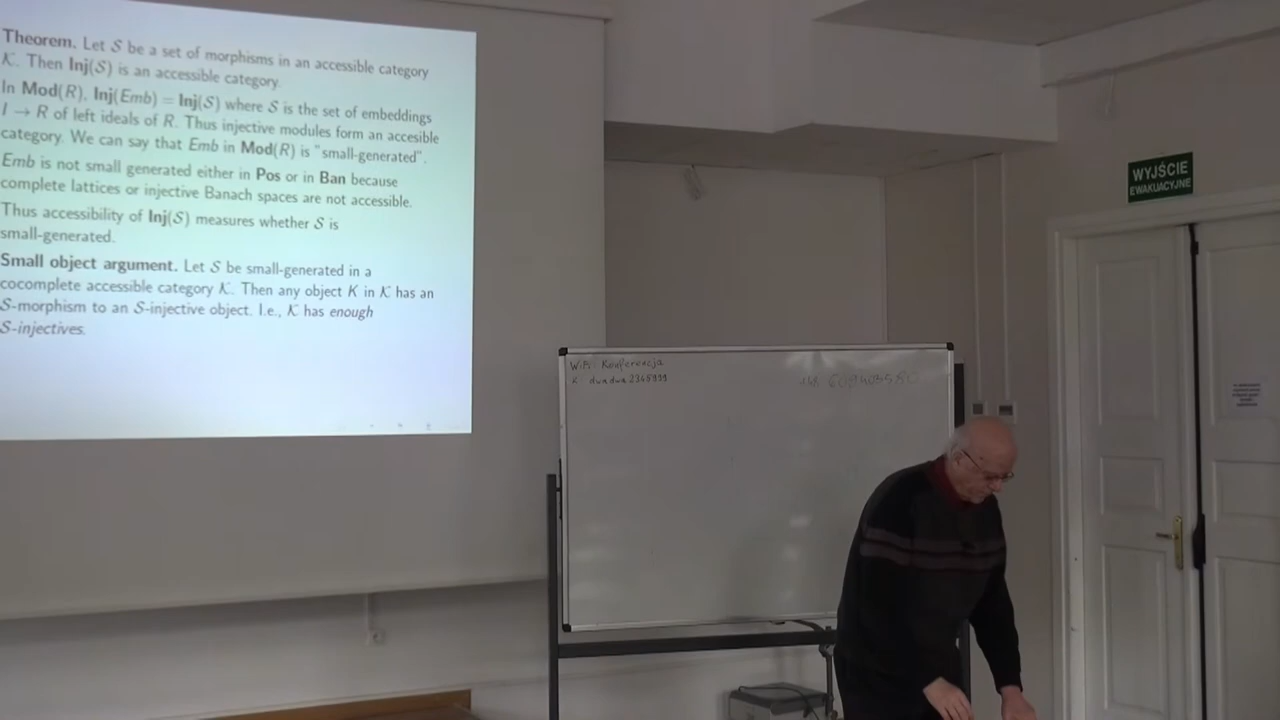 Theorem. Let S be a set of morphisms in an accessible category
K. Then Inj(S) is an accessible category.
In Mod(R), Inj(Emb) = Inj(S) where S is the set of embeddings
I → R of left ideals of R. Thus injective modules form an accesible
category. We can say that Emb in Mod(R) is "small-generated".
Emb is not small generated either in Pos or in Ban because
complete lattices or injective Banach spaces are not accessible.
Thus accessibility of Inj(S) measures whether S is
small-generated.
Small object argument. Let S be small-generated in a
cocomplete accessible category K. Then any object K in K has an
S-morphism to an S-injective object. I.e., K has enough
S-injectives.
WiFi: Konferencja
WYJŚCIE
EWAKUACYJNE